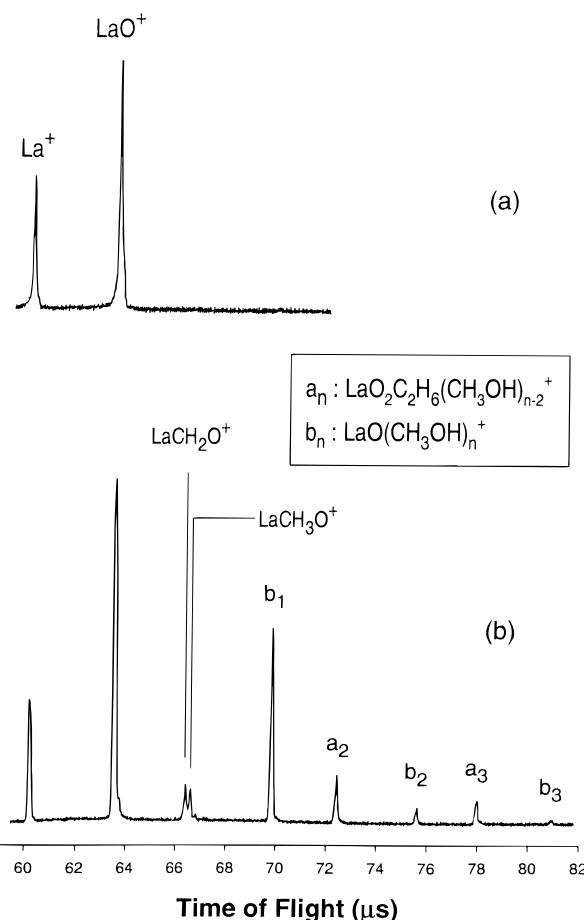 LaO⁺
La⁺
(a)
aₙ : LaO₂C₂H₆(CH₃OH)ₙ₋₂⁺
bₙ : LaO(CH₃OH)ₙ⁺
LaCH₂O⁺
LaCH₃O⁺
b₁
(b)
a₂
b₂
a₃
b₃
60 62 64 66 68 70 72 74 76 78 80 82
Time of Flight (μs)